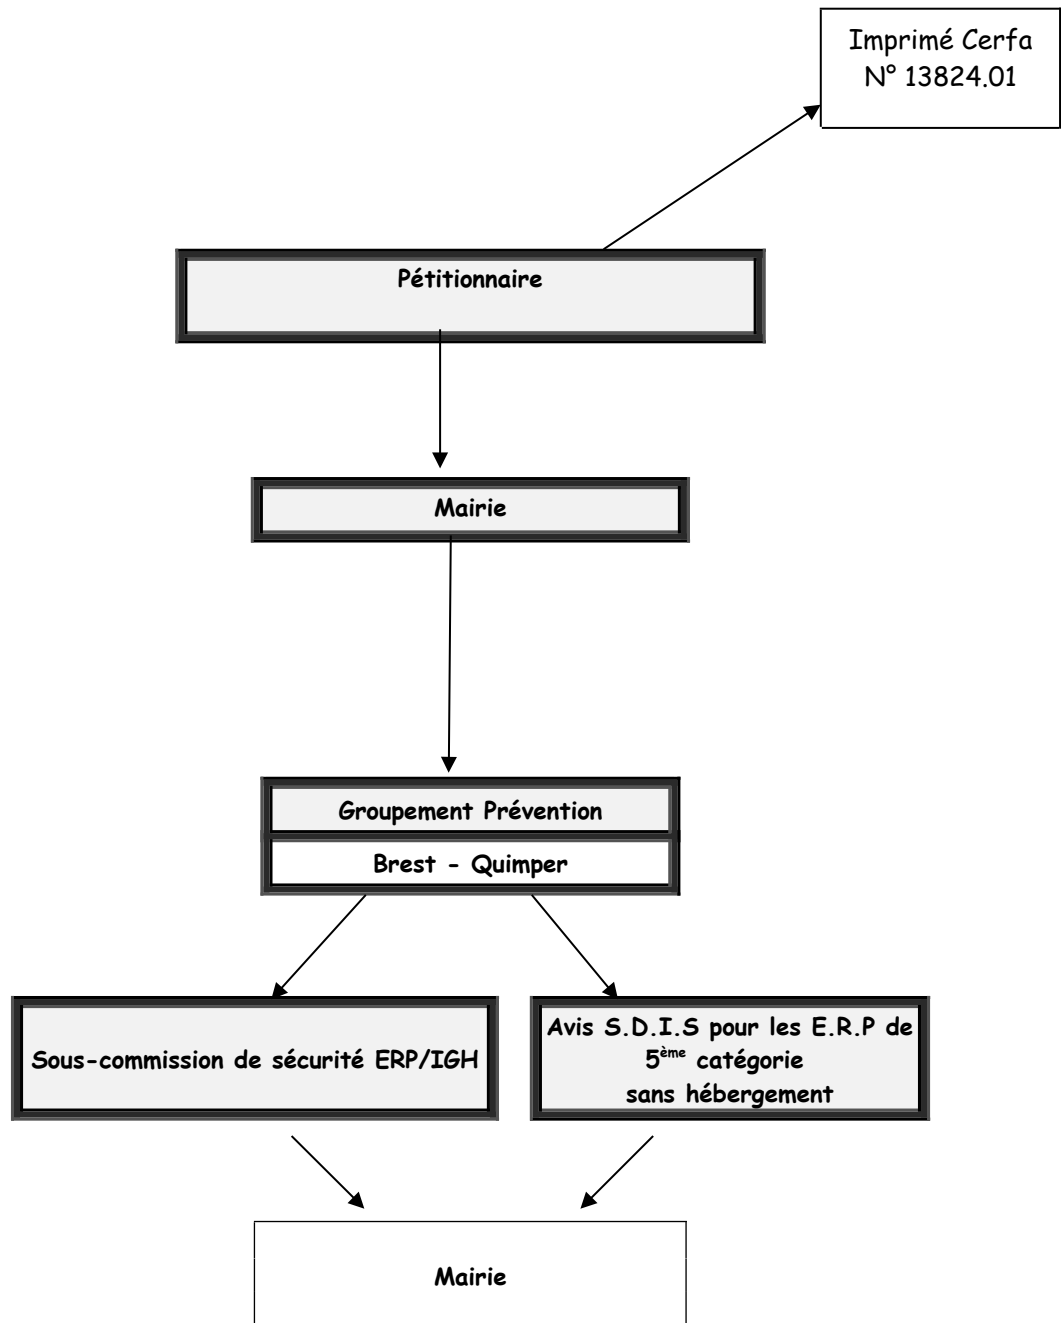 Imprimé Cerfa
N° 13824.01
Pétitionnaire
Mairie
Groupement Prévention
Brest - Quimper
Sous-commission de sécurité ERP/IGH
Avis S.D.I.S pour les E.R.P de
5ème catégorie
sans hébergement
Mairie